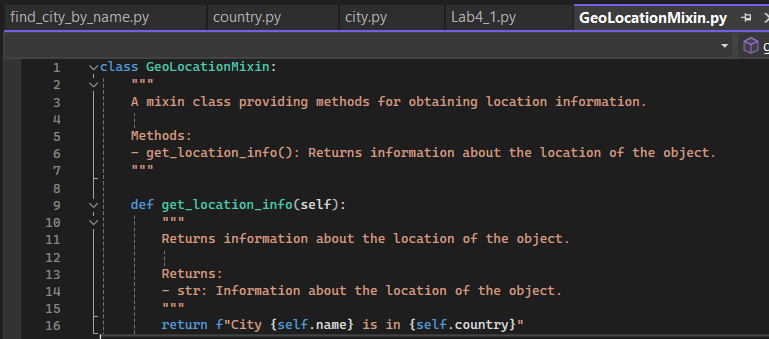 find_city_by_name.py country.py city.py Lab4_1.py GeoLocationMixin.py
1 class GeoLocationMixin:
2 """
3 A mixin class providing methods for obtaining location information.
4
5 Methods:
6 - get_location_info(): Returns information about the location of the object.
7 """
8
9 def get_location_info(self):
10 """
11 Returns information about the location of the object.
12
13 Returns:
14 - str: Information about the location of the object.
15 """
16 return f"City {self.name} is in {self.country}"